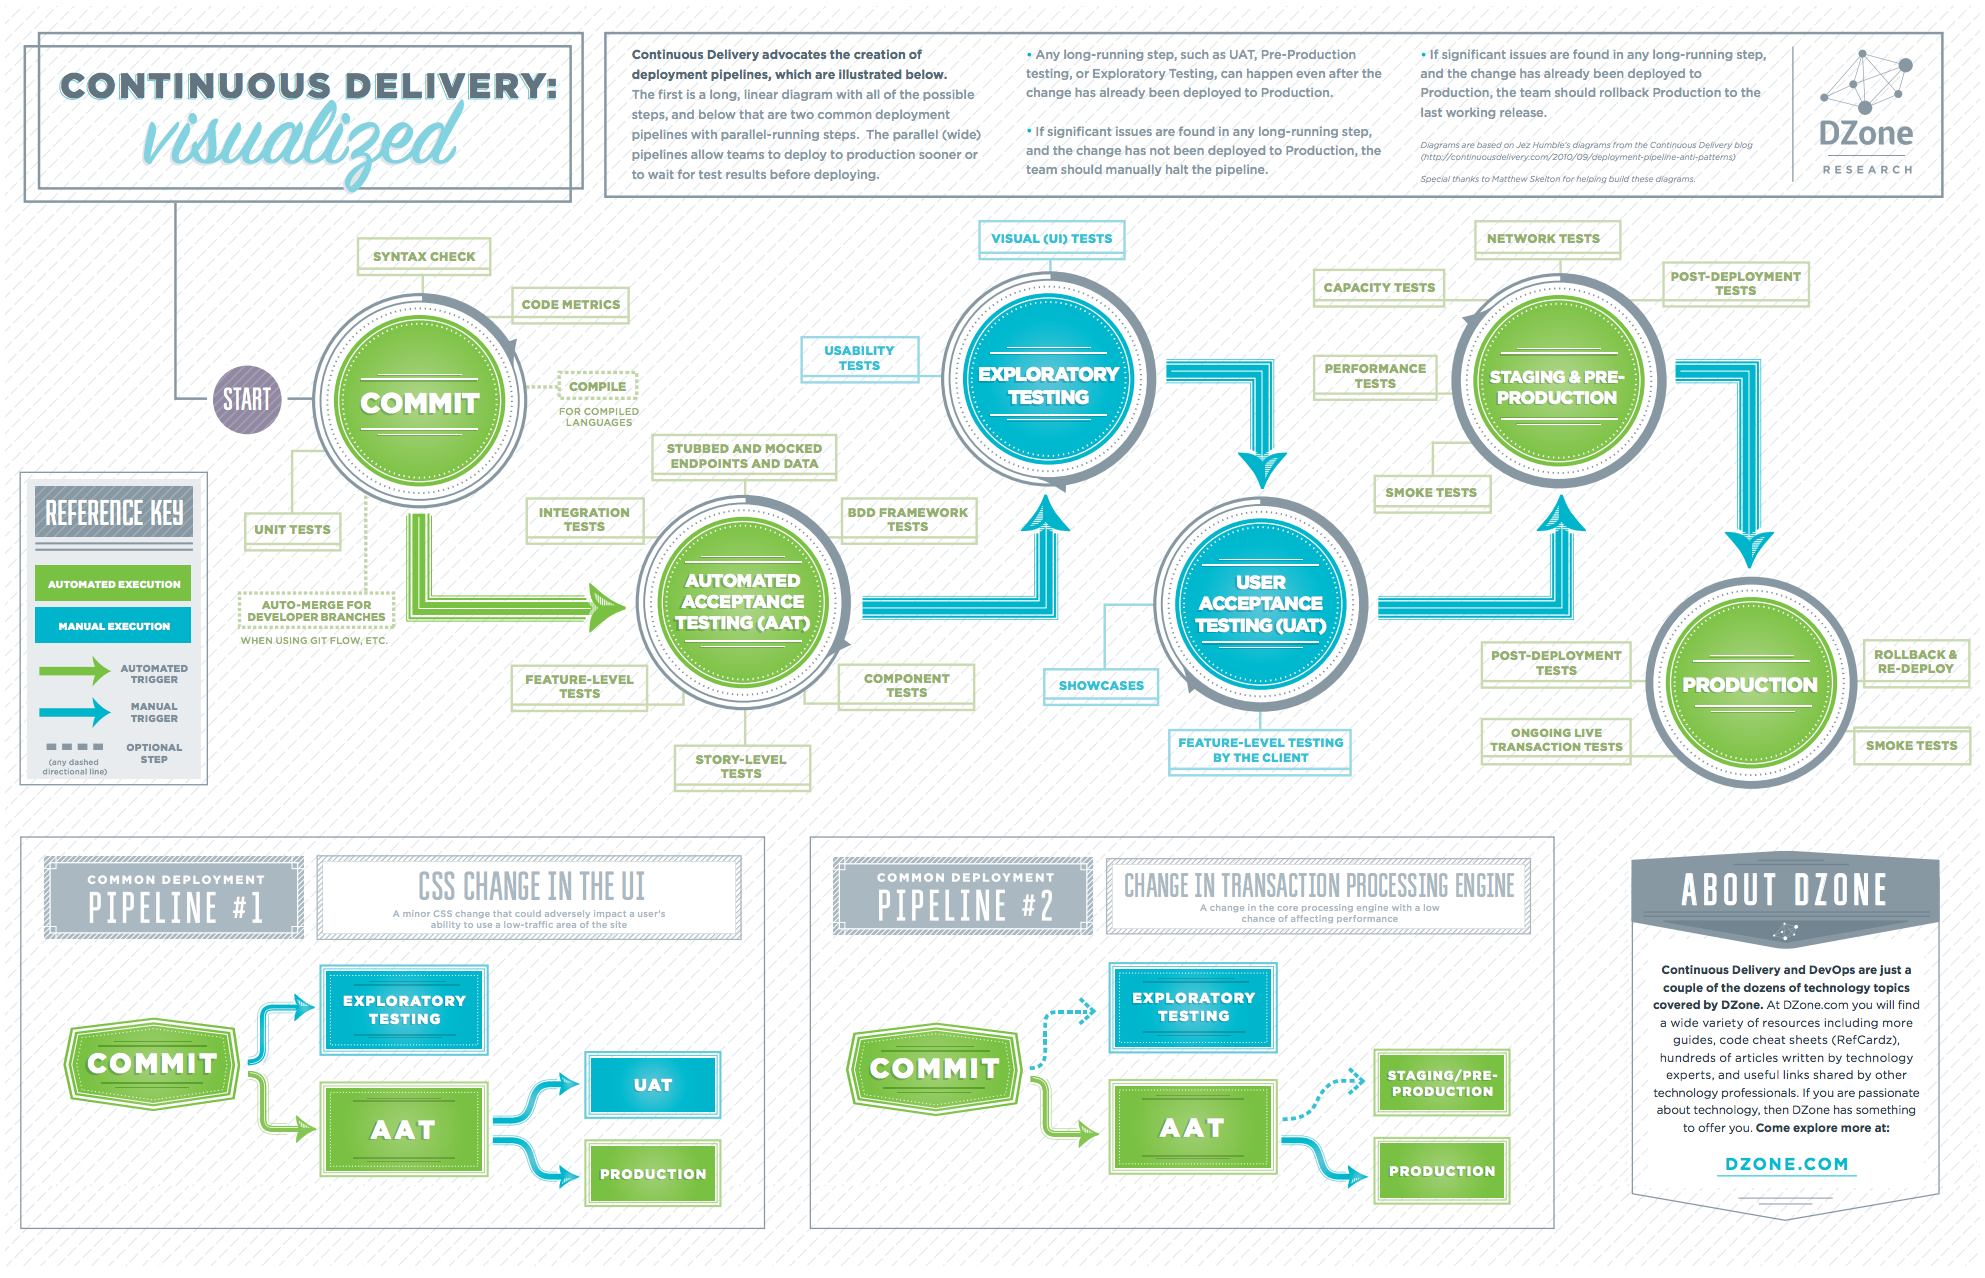 CONTINUOUS DELIVERY:
visualized
Continuous Delivery advocates the creation of
deployment pipelines, which are illustrated below.
The first is a long, linear diagram with all of the possible
steps, and below that are two common deployment
pipelines with parallel-running steps. The parallel (wide)
pipelines allow teams to deploy to production sooner or
to wait for test results before deploying.
• Any long-running step, such as UAT, Pre-Production
testing, or Exploratory Testing, can happen even after the
change has already been deployed to Production.
• If significant issues are found in any long-running step,
and the change has not been deployed to Production, the
team should manually halt the pipeline.
• If significant issues are found in any long-running step,
and the change has already been deployed to
Production, the team should rollback Production to the
last working release.
Diagrams are based on Jez Humble's diagrams from the Continuous Delivery blog
(http://continuousdelivery.com/2010/09/deployment-pipeline-anti-patterns)
Special thanks to Matthew Skelton for helping build these diagrams.
DZone
RESEARCH
START
SYNTAX CHECK
CODE METRICS
COMMIT
COMPILE
FOR COMPILED
LANGUAGES
UNIT TESTS
AUTO-MERGE FOR
DEVELOPER BRANCHES
WHEN USING GIT FLOW, ETC.
STUBBED AND MOCKED
ENDPOINTS AND DATA
INTEGRATION
TESTS
BDD FRAMEWORK
TESTS
AUTOMATED
ACCEPTANCE
TESTING (AAT)
FEATURE-LEVEL
TESTS
COMPONENT
TESTS
STORY-LEVEL
TESTS
VISUAL (UI) TESTS
USABILITY
TESTS
EXPLORATORY
TESTING
USER
ACCEPTANCE
TESTING (UAT)
SHOWCASES
FEATURE-LEVEL TESTING
BY THE CLIENT
NETWORK TESTS
CAPACITY TESTS
POST-DEPLOYMENT
TESTS
PERFORMANCE
TESTS
STAGING & PRE-
PRODUCTION
SMOKE TESTS
POST-DEPLOYMENT
TESTS
ROLLBACK &
RE-DEPLOY
PRODUCTION
ONGOING LIVE
TRANSACTION TESTS
SMOKE TESTS
REFERENCE KEY
AUTOMATED EXECUTION
MANUAL EXECUTION
AUTOMATED
TRIGGER
MANUAL
TRIGGER
OPTIONAL
STEP
(any dashed
directional line)
COMMON DEPLOYMENT
PIPELINE #1
CSS CHANGE IN THE UI
A minor CSS change that could adversely impact a user's
ability to use a low-traffic area of the site
COMMIT
EXPLORATORY
TESTING
AAT
UAT
PRODUCTION
COMMON DEPLOYMENT
PIPELINE #2
CHANGE IN TRANSACTION PROCESSING ENGINE
A change in the core processing engine with a low
chance of affecting performance
COMMIT
EXPLORATORY
TESTING
AAT
STAGING/PRE-
PRODUCTION
PRODUCTION
ABOUT DZONE
Continuous Delivery and DevOps are just a
couple of the dozens of technology topics
covered by DZone. At DZone.com you will find
a wide variety of resources including more
guides, code cheat sheets (RefCardz),
hundreds of articles written by technology
experts, and useful links shared by other
technology professionals. If you are passionate
about technology, then DZone has something
to offer you. Come explore more at:
DZONE.COM